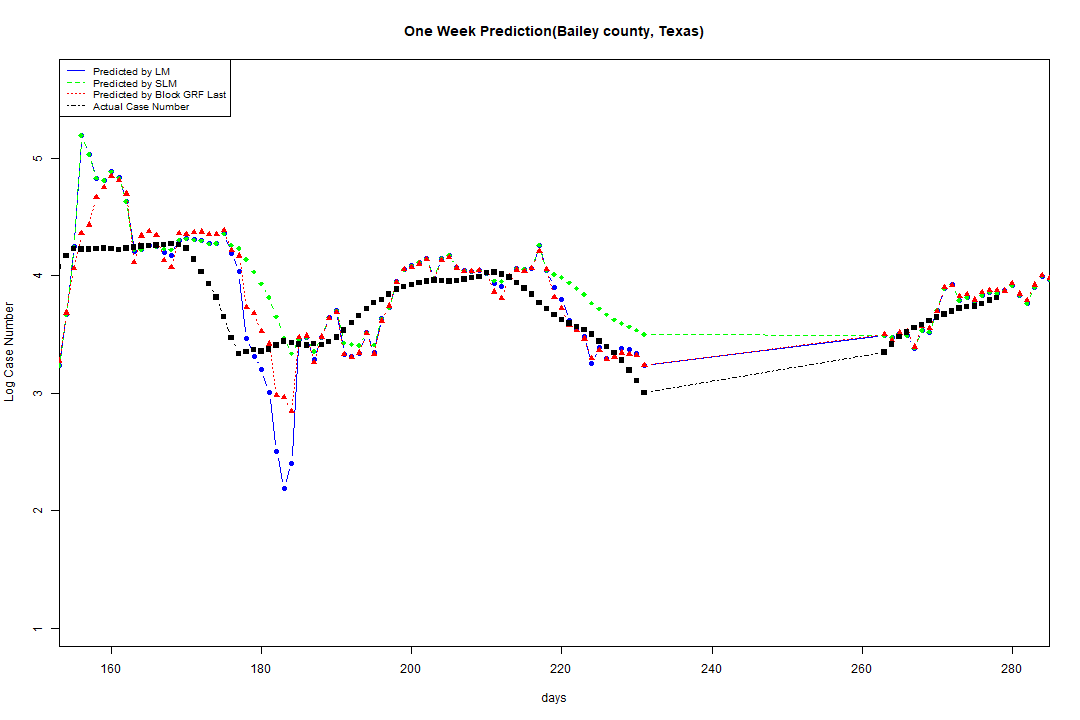 One Week Prediction(Bailey county, Texas)
Predicted by LM
Predicted by SLM
Predicted by Block GRF Last
Actual Case Number
5
4
3
2
1
Log Case Number
160 180 200 220 240 260 280
days